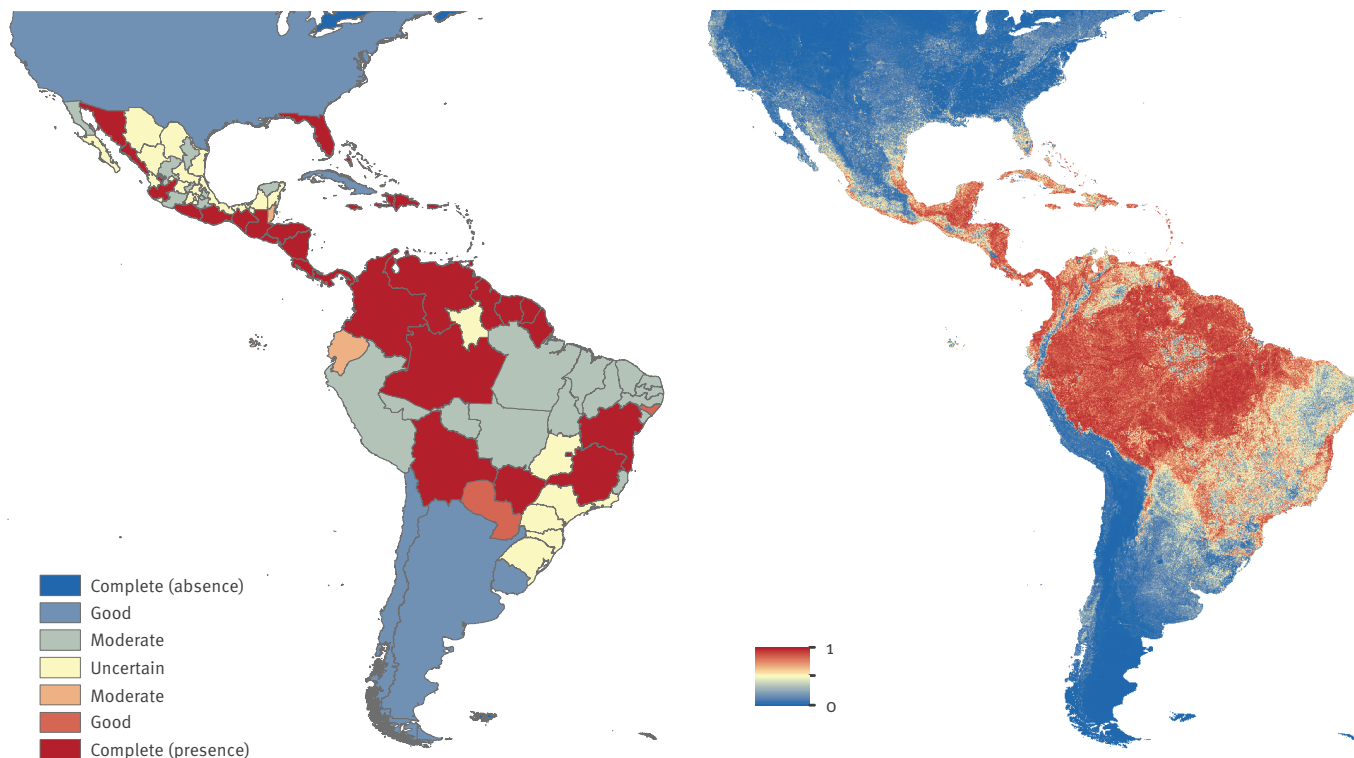 Complete (absence)
Good
Moderate
Uncertain
Moderate
Good
Complete (presence)
1
0